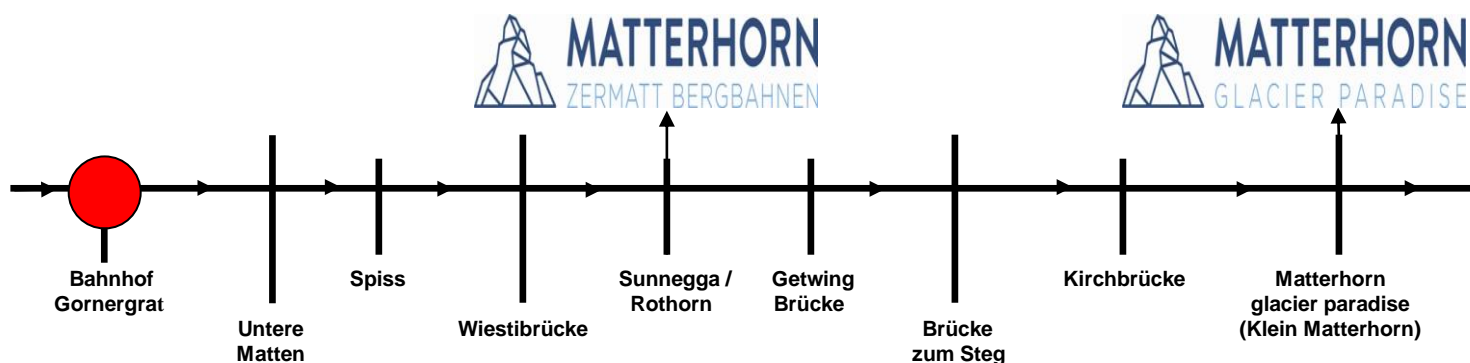 MATTERHORN
ZERMATT BERGBAHNEN
MATTERHORN
GLACIER PARADISE
Bahnhof
Gornergrat
Untere
Matten
Spiss
Wiestibrücke
Sunnegga /
Rothorn
Getwing
Brücke
Brücke
zum Steg
Kirchbrücke
Matterhorn
glacier paradise
(Klein Matterhorn)